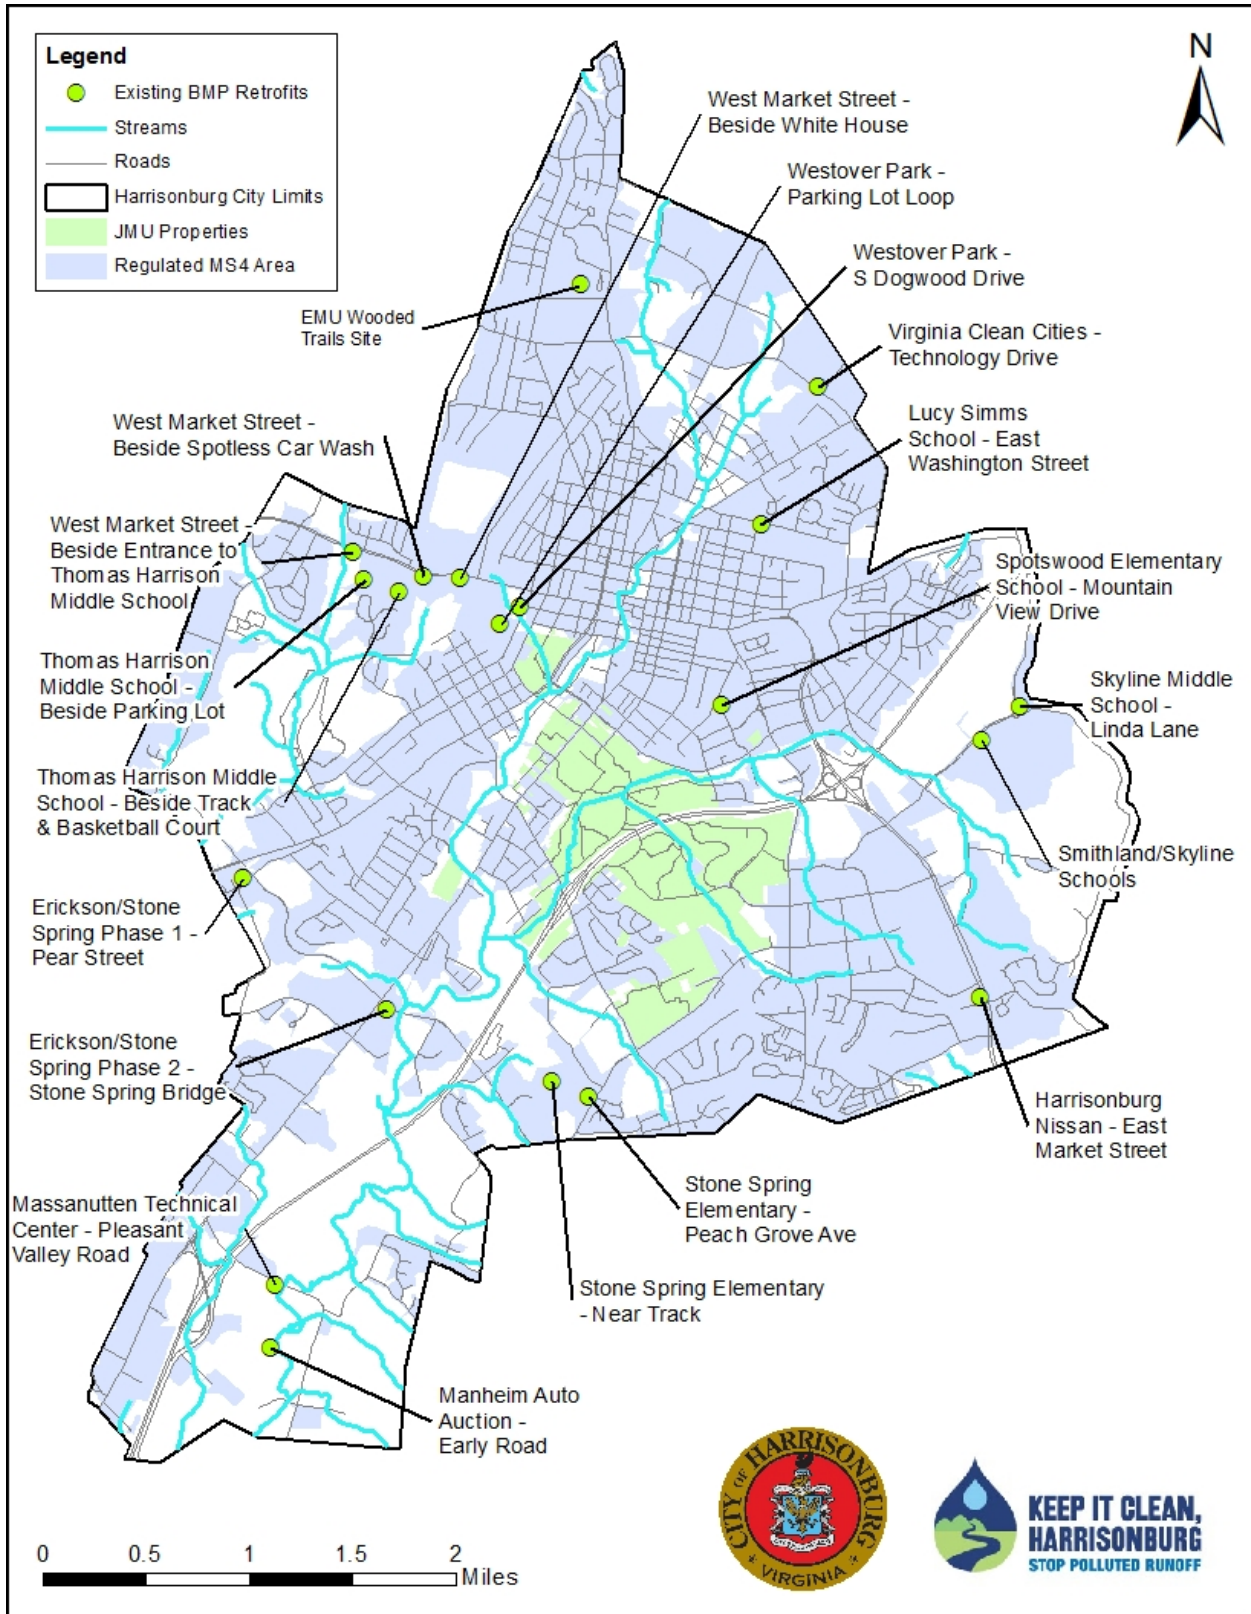 Legend
Existing BMP Retrofits
Streams
Roads
Harrisonburg City Limits
JMU Properties
Regulated MS4 Area
N
West Market Street -
Beside White House
Westover Park -
Parking Lot Loop
Westover Park -
S Dogwood Drive
EMU Wooded
Trails Site
Virginia Clean Cities -
Technology Drive
West Market Street -
Beside Spotless Car Wash
Lucy Simms
School - East
Washington Street
West Market Street -
Beside Entrance to
Thomas Harrison
Middle School
Spotswood Elementary
School - Mountain
View Drive
Thomas Harrison
Middle School -
Beside Parking Lot
Skyline Middle
School -
Linda Lane
Thomas Harrison Middle
School - Beside Track
& Basketball Court
Smithland/Skyline
Schools
Erickson/Stone
Spring Phase 1 -
Pear Street
Erickson/Stone
Spring Phase 2 -
Stone Spring Bridge
Harrisonburg
Nissan - East
Market Street
Massanutten Technical
Center - Pleasant
Valley Road
Stone Spring
Elementary -
Peach Grove Ave
Stone Spring Elementary
- Near Track
Manheim Auto
Auction -
Early Road
0 0.5 1 1.5 2
Miles
CITY OF HARRISONBURG
VIRGINIA
KEEP IT CLEAN,
HARRISONBURG
STOP POLLUTED RUNOFF